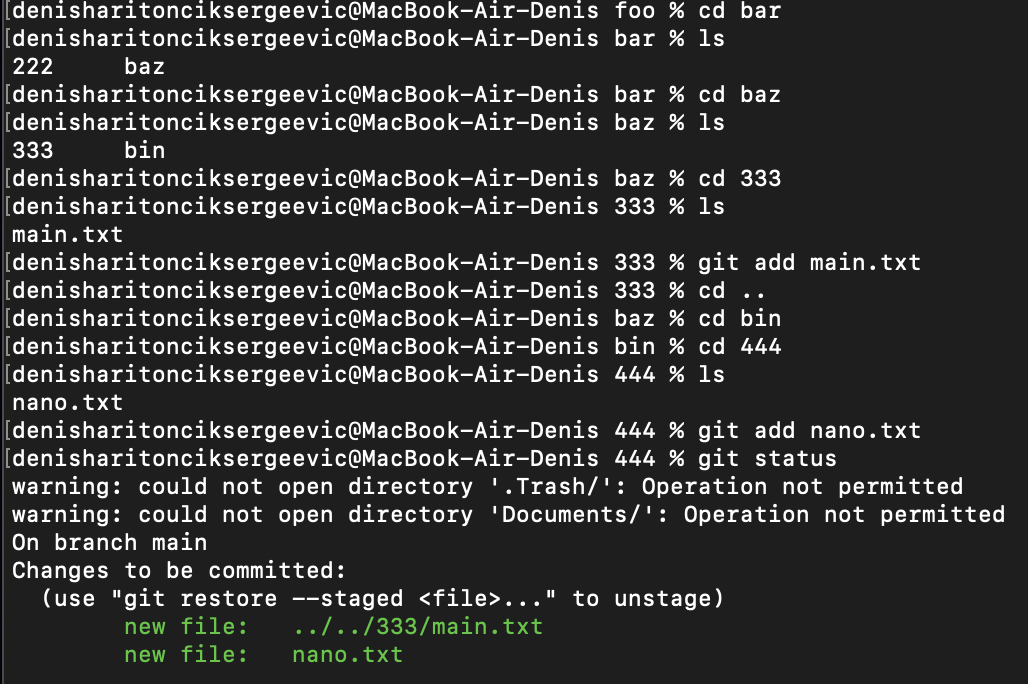 [denisharitonciksergeevic@MacBook-Air-Denis foo % cd bar
[denisharitonciksergeevic@MacBook-Air-Denis bar % ls
222     baz
[denisharitonciksergeevic@MacBook-Air-Denis bar % cd baz
[denisharitonciksergeevic@MacBook-Air-Denis baz % ls
333     bin
[denisharitonciksergeevic@MacBook-Air-Denis baz % cd 333
[denisharitonciksergeevic@MacBook-Air-Denis 333 % ls
main.txt
[denisharitonciksergeevic@MacBook-Air-Denis 333 % git add main.txt
[denisharitonciksergeevic@MacBook-Air-Denis 333 % cd ..
[denisharitonciksergeevic@MacBook-Air-Denis baz % cd bin
[denisharitonciksergeevic@MacBook-Air-Denis bin % cd 444
[denisharitonciksergeevic@MacBook-Air-Denis 444 % ls
nano.txt
[denisharitonciksergeevic@MacBook-Air-Denis 444 % git add nano.txt
[denisharitonciksergeevic@MacBook-Air-Denis 444 % git status
warning: could not open directory '.Trash/': Operation not permitted
warning: could not open directory 'Documents/': Operation not permitted
On branch main
Changes to be committed:
  (use "git restore --staged <file>..." to unstage)
        new file:   ../../333/main.txt
        new file:   nano.txt